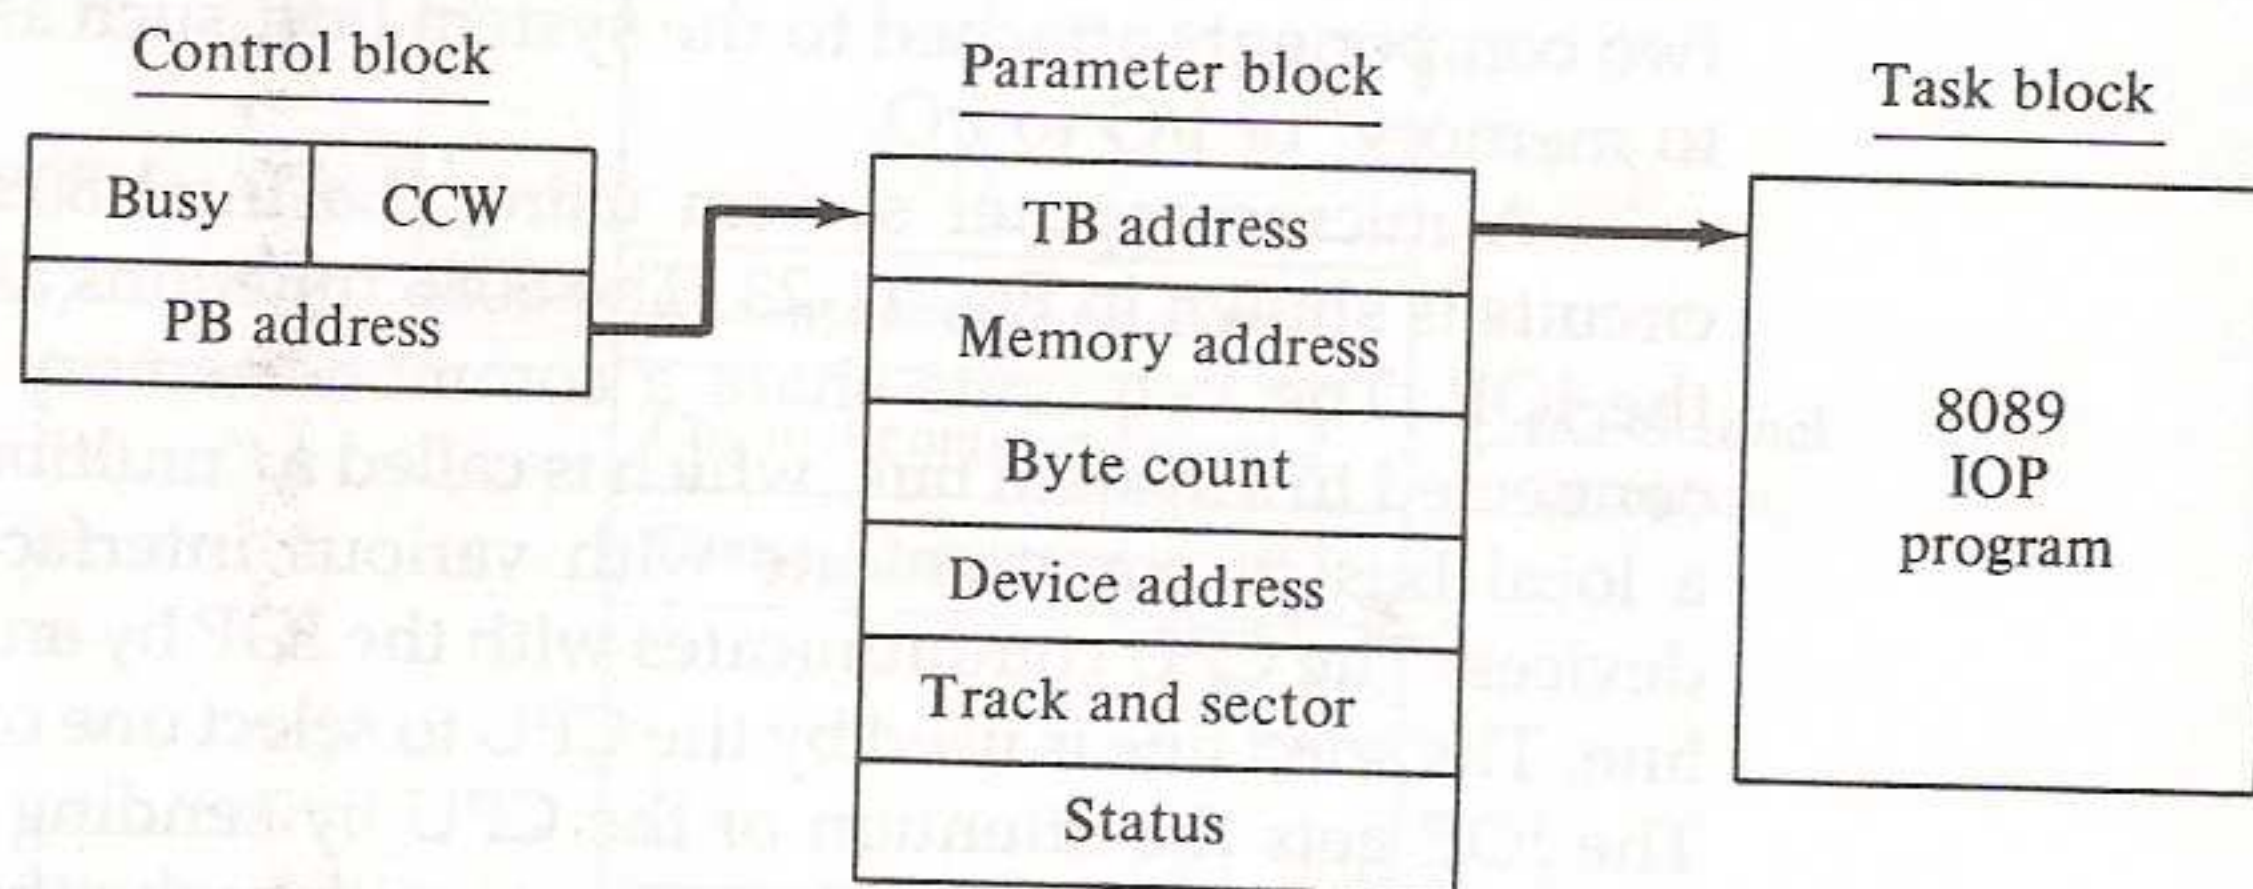 Control block
Busy
CCW
PB address
Parameter block
TB address
Memory address
Byte count
Device address
Track and sector
Status
Task block
8089
IOP
program